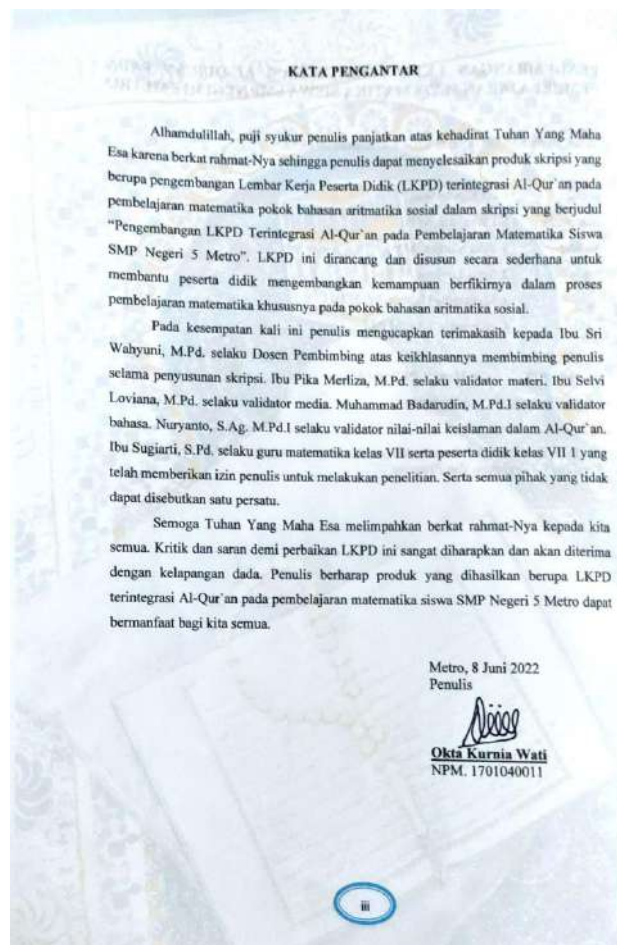 KATA PENGANTAR
Alhamdulillah, puji syukur penulis panjatkan atas kehadirat Tuhan Yang Maha
Esa karena berkat rahmat-Nya sehingga penulis dapat menyelesaikan produk skripsi yang
berupa pengembangan Lembar Kerja Peserta Didik (LKPD) terintegrasi Al-Qur`an pada
pembelajaran matematika pokok bahasan aritmatika sosial dalam skripsi yang berjudul
"Pengembangan LKPD Terintegrasi Al-Qur`an pada Pembelajaran Matematika Siswa
SMP Negeri 5 Metro". LKPD ini dirancang dan disusun secara sederhana untuk
membantu peserta didik mengembangkan kemampuan berfikirnya dalam proses
pembelajaran matematika khususnya pada pokok bahasan aritmatika sosial.
Pada kesempatan kali ini penulis mengucapkan terimakasih kepada Ibu Sri
Wahyuni, M.Pd. selaku Dosen Pembimbing atas keikhlasannya membimbing penulis
selama penyusunan skripsi. Ibu Pika Merliza, M.Pd. selaku validator materi. Ibu Selvi
Loviana, M.Pd. selaku validator media. Muhammad Badarudin, M.Pd.I selaku validator
bahasa. Nuryanto, S.Ag. M.Pd.I selaku validator nilai-nilai keislaman dalam Al-Qur`an.
Ibu Sugiarti, S.Pd. selaku guru matematika kelas VII serta peserta didik kelas VII 1 yang
telah memberikan izin penulis untuk melakukan penelitian. Serta semua pihak yang tidak
dapat disebutkan satu persatu.
Semoga Tuhan Yang Maha Esa melimpahkan berkat rahmat-Nya kepada kita
semua. Kritik dan saran demi perbaikan LKPD ini sangat diharapkan dan akan diterima
dengan kelapangan dada. Penulis berharap produk yang dihasilkan berupa LKPD
terintegrasi Al-Qur`an pada pembelajaran matematika siswa SMP Negeri 5 Metro dapat
bermanfaat bagi kita semua.
Metro, 8 Juni 2022
Penulis
Okta Kurnia Wati
NPM. 1701040011
iii